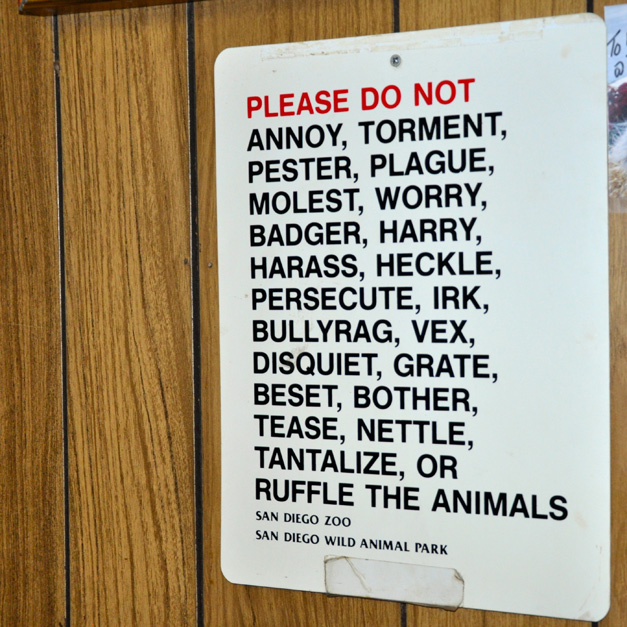 PLEASE DO NOT
ANNOY, TORMENT,
PESTER, PLAGUE,
MOLEST, WORRY,
BADGER, HARRY,
HARASS, HECKLE,
PERSECUTE, IRK,
BULLYRAG, VEX,
DISQUIET, GRATE,
BESET, BOTHER,
TEASE, NETTLE,
TANTALIZE, OR
RUFFLE THE ANIMALS
SAN DIEGO ZOO
SAN DIEGO WILD ANIMAL PARK
To
@